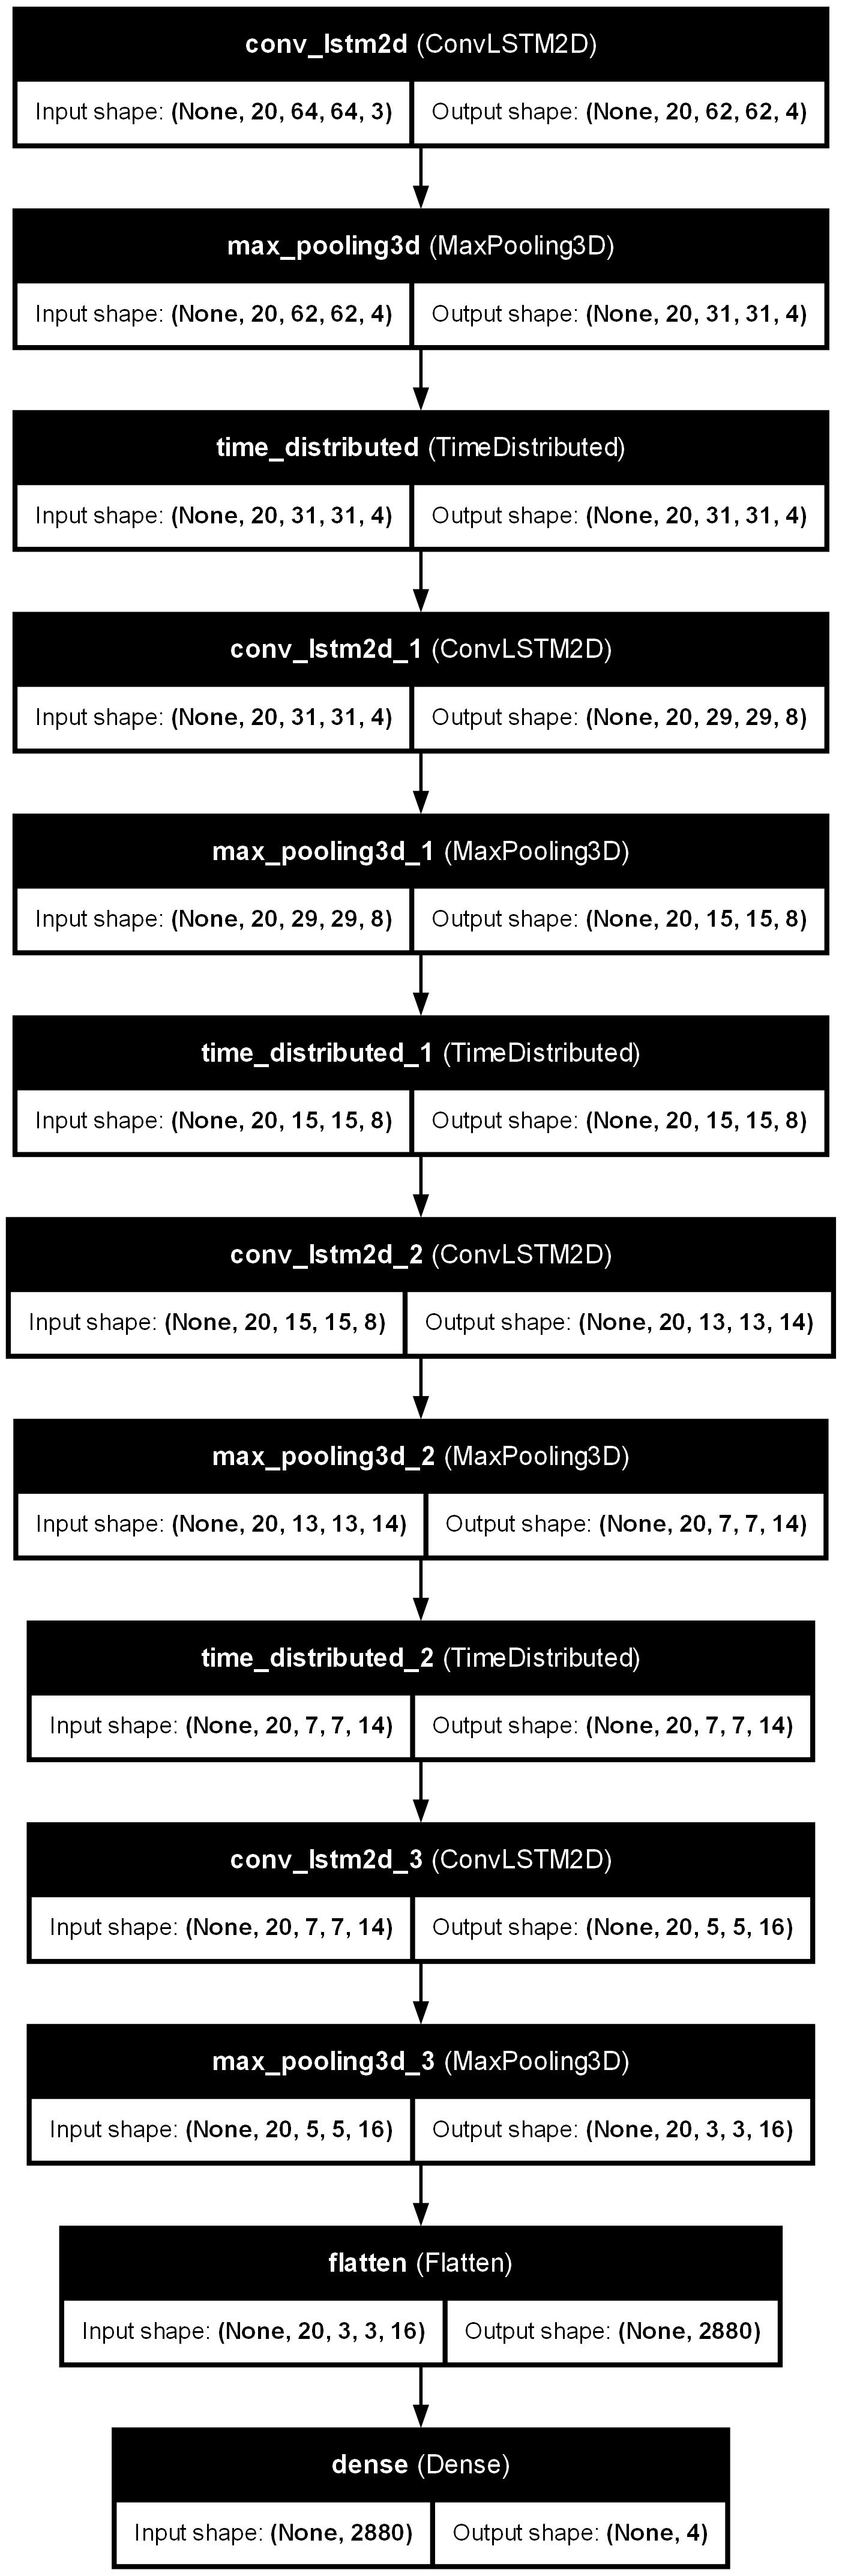 conv_lstm2d (ConvLSTM2D)
Input shape: (None, 20, 64, 64, 3) Output shape: (None, 20, 62, 62, 4)
max_pooling3d (MaxPooling3D)
Input shape: (None, 20, 62, 62, 4) Output shape: (None, 20, 31, 31, 4)
time_distributed (TimeDistributed)
Input shape: (None, 20, 31, 31, 4) Output shape: (None, 20, 31, 31, 4)
conv_lstm2d_1 (ConvLSTM2D)
Input shape: (None, 20, 31, 31, 4) Output shape: (None, 20, 29, 29, 8)
max_pooling3d_1 (MaxPooling3D)
Input shape: (None, 20, 29, 29, 8) Output shape: (None, 20, 15, 15, 8)
time_distributed_1 (TimeDistributed)
Input shape: (None, 20, 15, 15, 8) Output shape: (None, 20, 15, 15, 8)
conv_lstm2d_2 (ConvLSTM2D)
Input shape: (None, 20, 15, 15, 8) Output shape: (None, 20, 13, 13, 14)
max_pooling3d_2 (MaxPooling3D)
Input shape: (None, 20, 13, 13, 14) Output shape: (None, 20, 7, 7, 14)
time_distributed_2 (TimeDistributed)
Input shape: (None, 20, 7, 7, 14) Output shape: (None, 20, 7, 7, 14)
conv_lstm2d_3 (ConvLSTM2D)
Input shape: (None, 20, 7, 7, 14) Output shape: (None, 20, 5, 5, 16)
max_pooling3d_3 (MaxPooling3D)
Input shape: (None, 20, 5, 5, 16) Output shape: (None, 20, 3, 3, 16)
flatten (Flatten)
Input shape: (None, 20, 3, 3, 16) Output shape: (None, 2880)
dense (Dense)
Input shape: (None, 2880) Output shape: (None, 4)